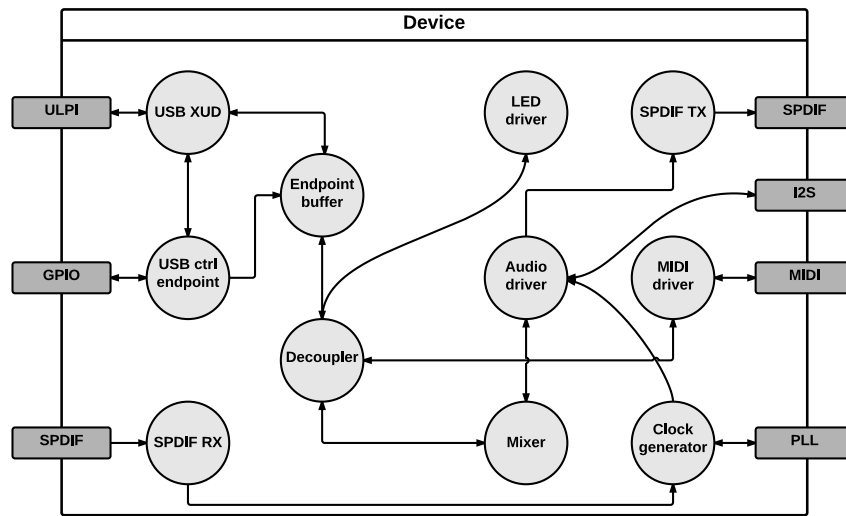 Device
ULPI
USB XUD
LED
driver
SPDIF TX
SPDIF
Endpoint
buffer
I2S
GPIO
USB ctrl
endpoint
Audio
driver
MIDI
driver
MIDI
Decoupler
SPDIF
SPDIF RX
Mixer
Clock
generator
PLL